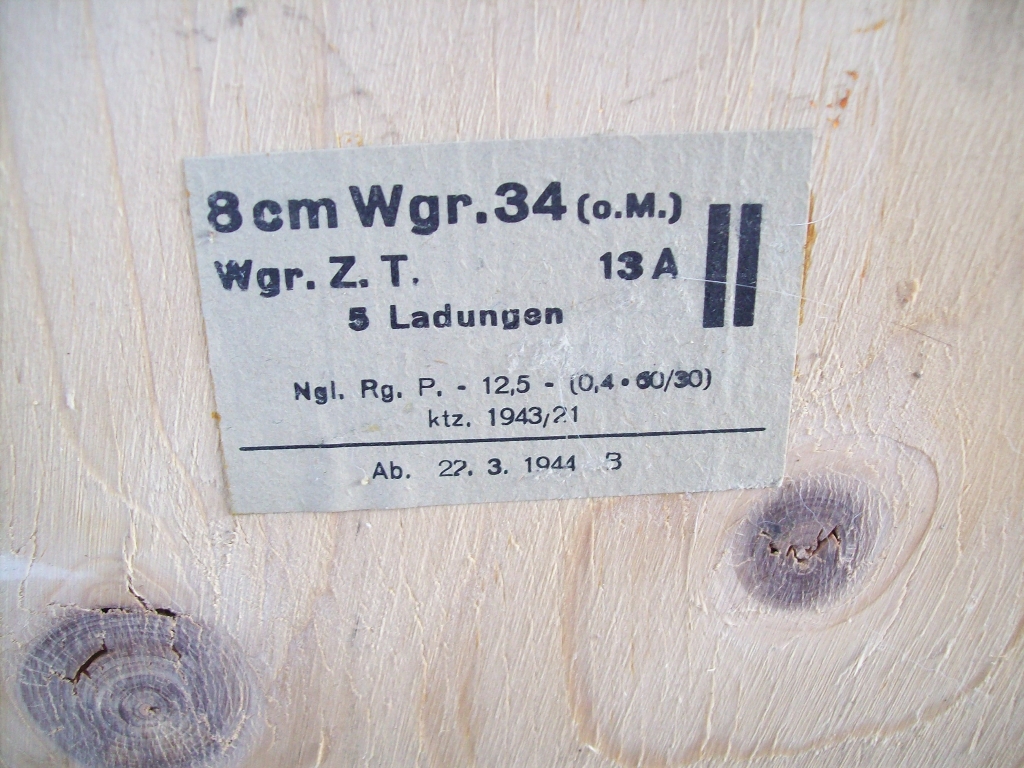 8 cm Wgr. 34 (o.M.)
Wgr. Z. T. 13 A II
5 Ladungen
Ngl. Rg. P. - 12,5 - (0,4 • 60/30)
ktz. 1943/21
Ab. 22. 3. 1944 B